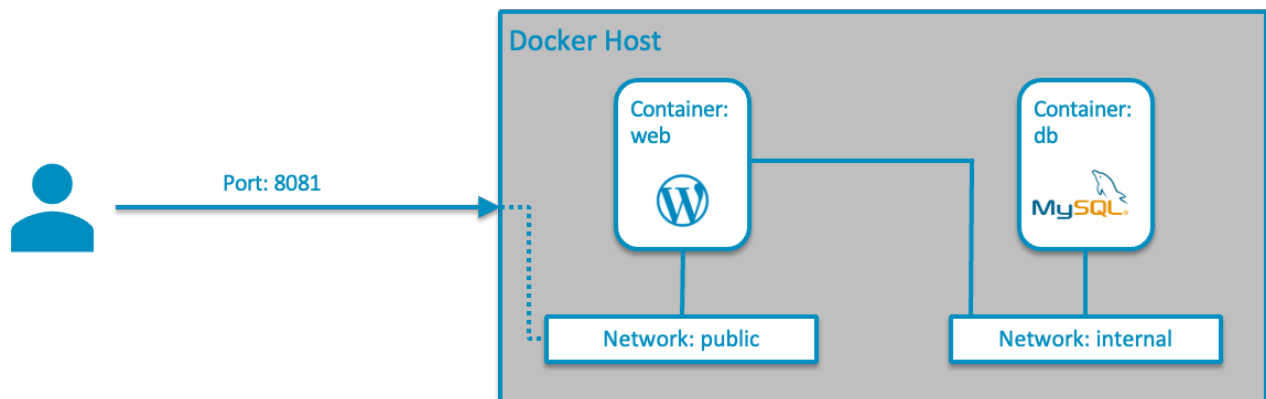 Docker Host
Container:
web
Container:
db
Port: 8081
MySQL®
Network: public
Network: internal